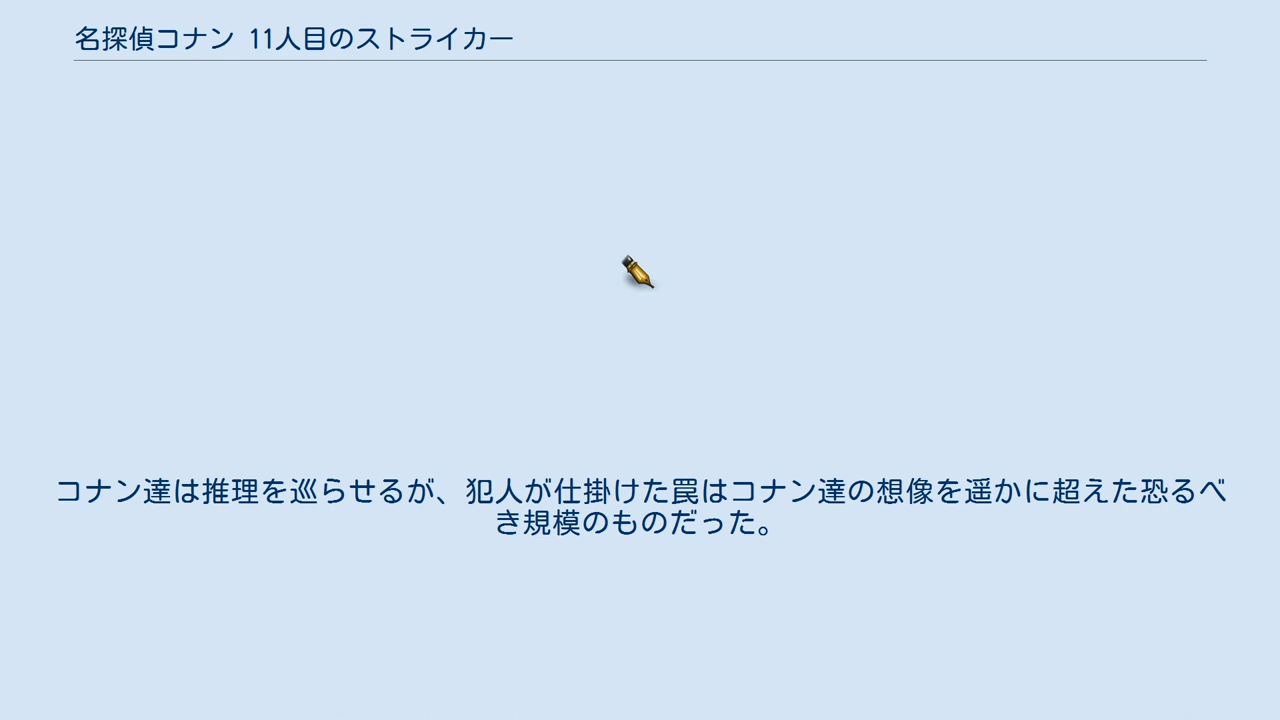 名探偵コナン 11人目のストライカー
コナン達は推理を巡らせるが、犯人が仕掛けた罠はコナン達の想像を遥かに超えた恐るべ
き規模のものだった。